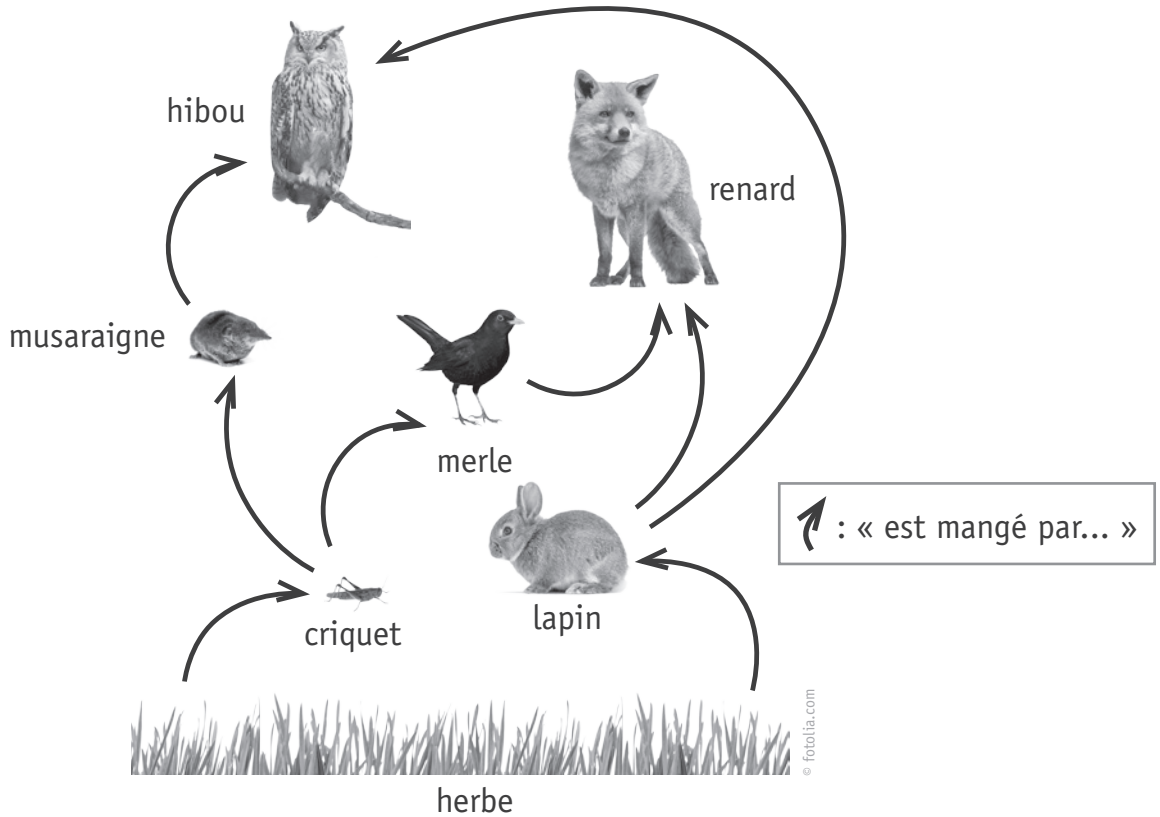 hibou
renard
musaraigne
merle
: « est mangé par... »
lapin
criquet
© fotolia.com
herbe